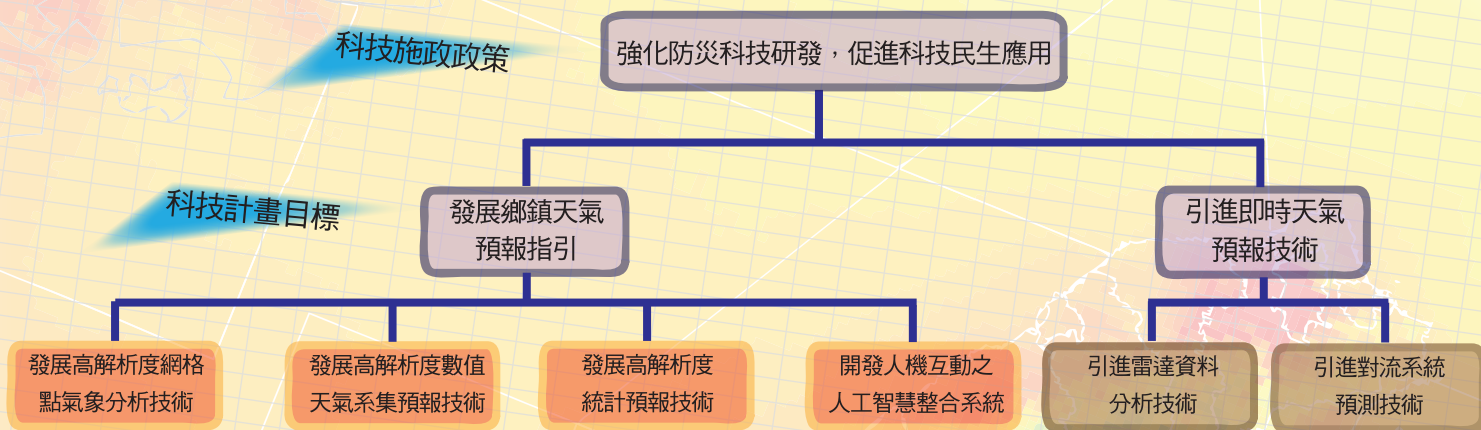 科技施政政策
強化防災科技研發，促進科技民生應用
科技計畫目標
發展鄉鎮天氣
預報指引
引進即時天氣
預報技術
發展高解析度網格
點氣象分析技術
發展高解析度數值
天氣系集預報技術
發展高解析度
統計預報技術
開發人機互動之
人工智慧整合系統
引進雷達資料
分析技術
引進對流系統
預測技術